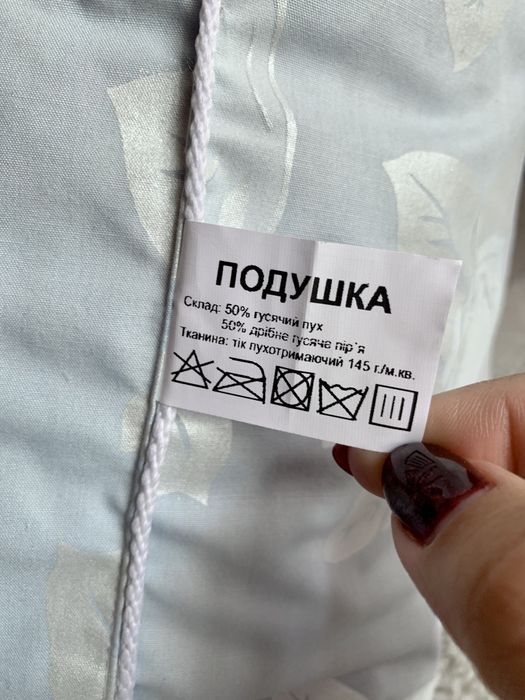 ПОДУШКА
Склад: 50% гусячий пух
50% дрібне гусяче пір`я
Тканина: тік пухотримаючий 145 г./м.кв.